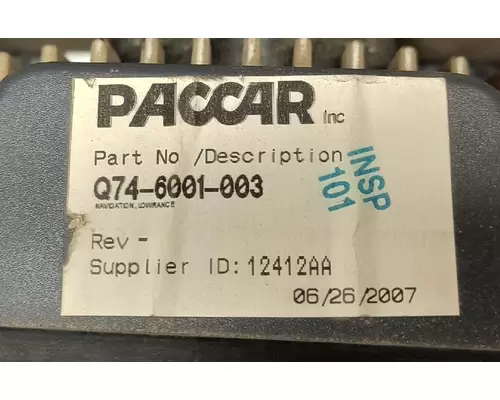 PACCAR Inc
Part No /Description
Q74-6001-003
NAVIGATION, LOWRANCE
INSP
101
Rev -
Supplier ID: 12412AA
06/26/2007